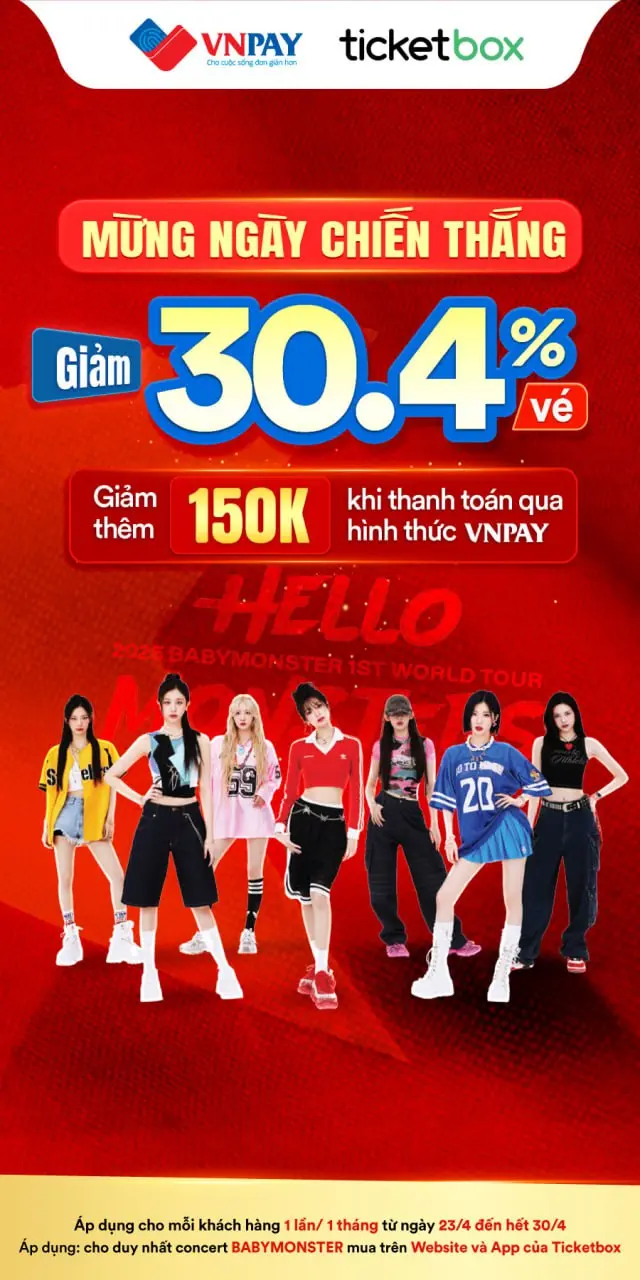 VNPAY
Cho cuộc sống đơn giản hơn
ticketbox
MỪNG NGÀY CHIẾN THẮNG
Giảm 30.4% vé
Giảm thêm
150K
khi thanh toán qua
hình thức VNPAY
HELLO
2026 BABYMONSTER 1ST WORLD TOUR
MONSTERS
59
20
Áp dụng cho mỗi khách hàng 1 lần/ 1 tháng từ ngày 23/4 đến hết 30/4
Áp dụng: cho duy nhất concert BABYMONSTER mua trên Website và App của Ticketbox